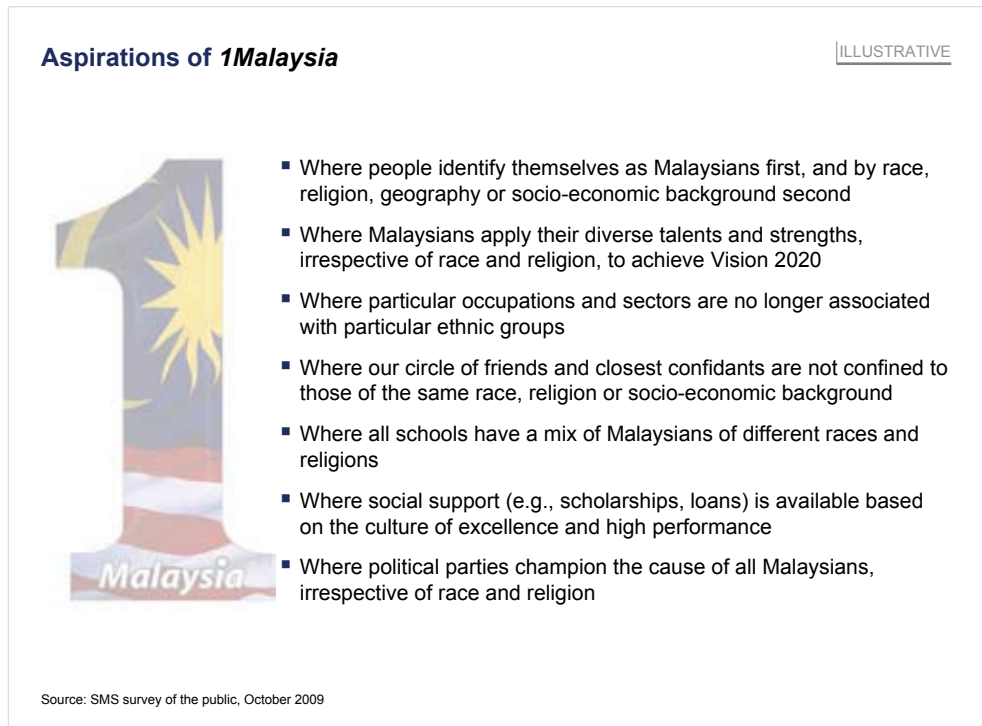 Aspirations of 1Malaysia
ILLUSTRATIVE
▪ Where people identify themselves as Malaysians first, and by race,
religion, geography or socio-economic background second
▪ Where Malaysians apply their diverse talents and strengths,
irrespective of race and religion, to achieve Vision 2020
▪ Where particular occupations and sectors are no longer associated
with particular ethnic groups
▪ Where our circle of friends and closest confidants are not confined to
those of the same race, religion or socio-economic background
▪ Where all schools have a mix of Malaysians of different races and
religions
▪ Where social support (e.g., scholarships, loans) is available based
on the culture of excellence and high performance
▪ Where political parties champion the cause of all Malaysians,
irrespective of race and religion
1
Malaysia
Source: SMS survey of the public, October 2009